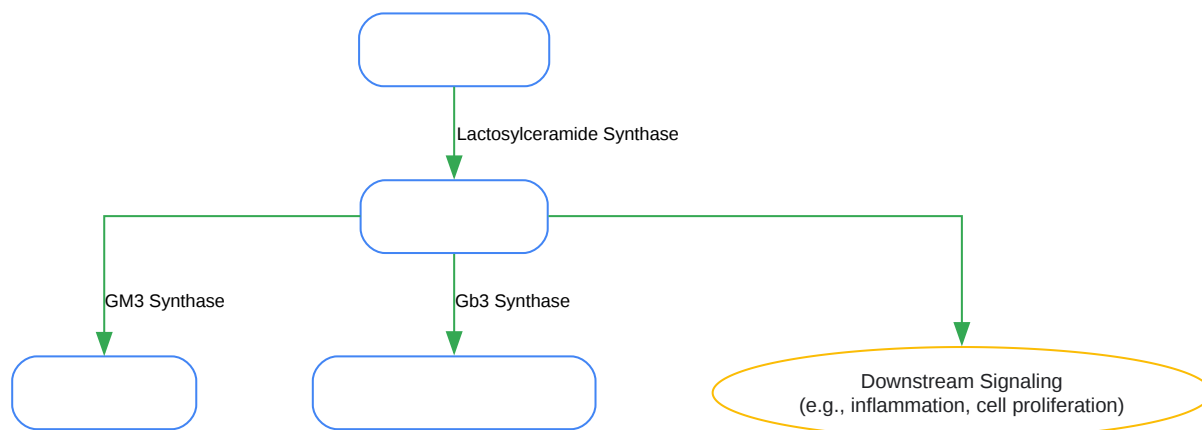 Lactosylceramide Synthase
GM3 Synthase
Gb3 Synthase
Downstream Signaling
(e.g., inflammation, cell proliferation)